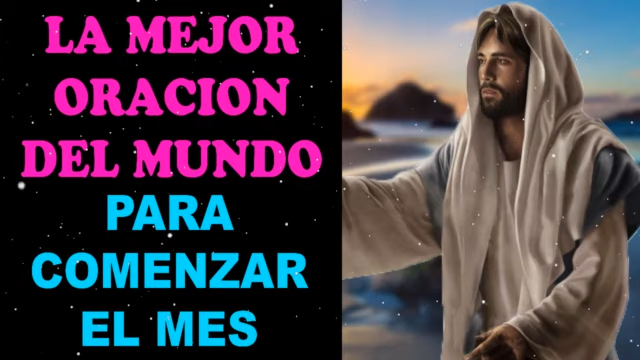 LA MEJOR
ORACION
DEL MUNDO
PARA
COMENZAR
EL MES